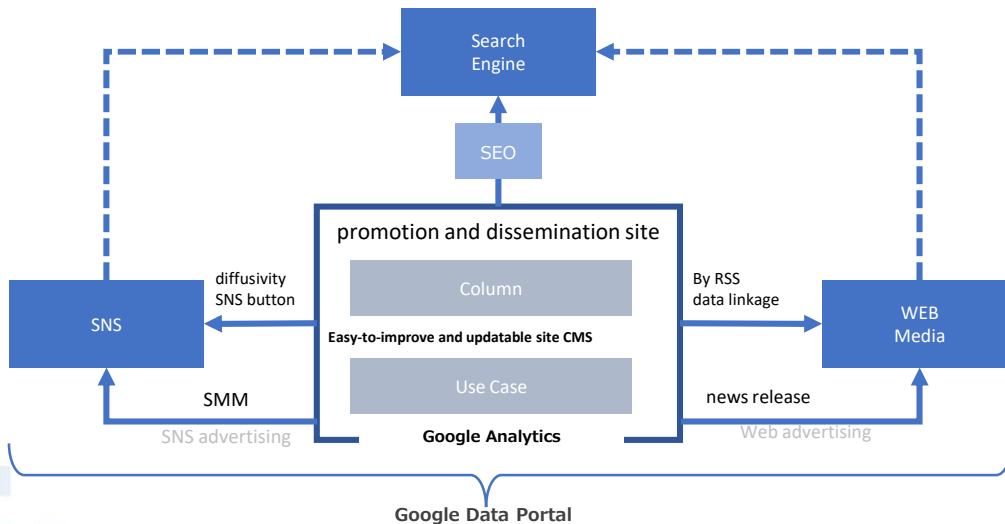 Search
Engine
SEO
promotion and dissemination site
diffusivity
SNS button
Column
By RSS
data linkage
SNS
WEB
Media
Easy-to-improve and updatable site CMS
Use Case
SMM
news release
SNS advertising
Google Analytics
Web advertising
Google Data Portal